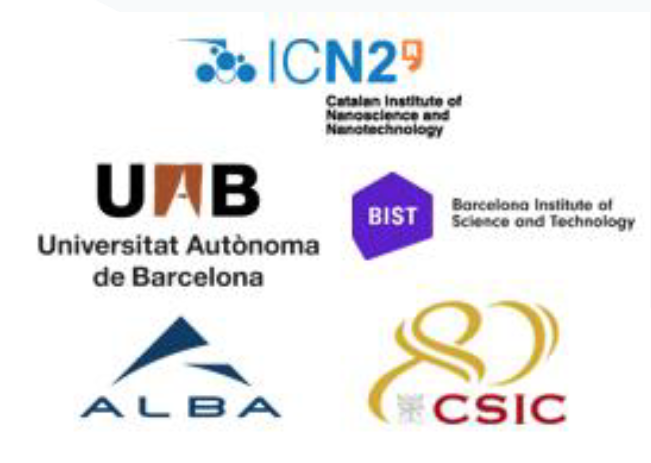 ICN2
Catalan Institute of
Nanoscience and
Nanotechnology
UAB
Universitat Autònoma
de Barcelona
BIST
Barcelona Institute of
Science and Technology
ALBA
80
CSIC